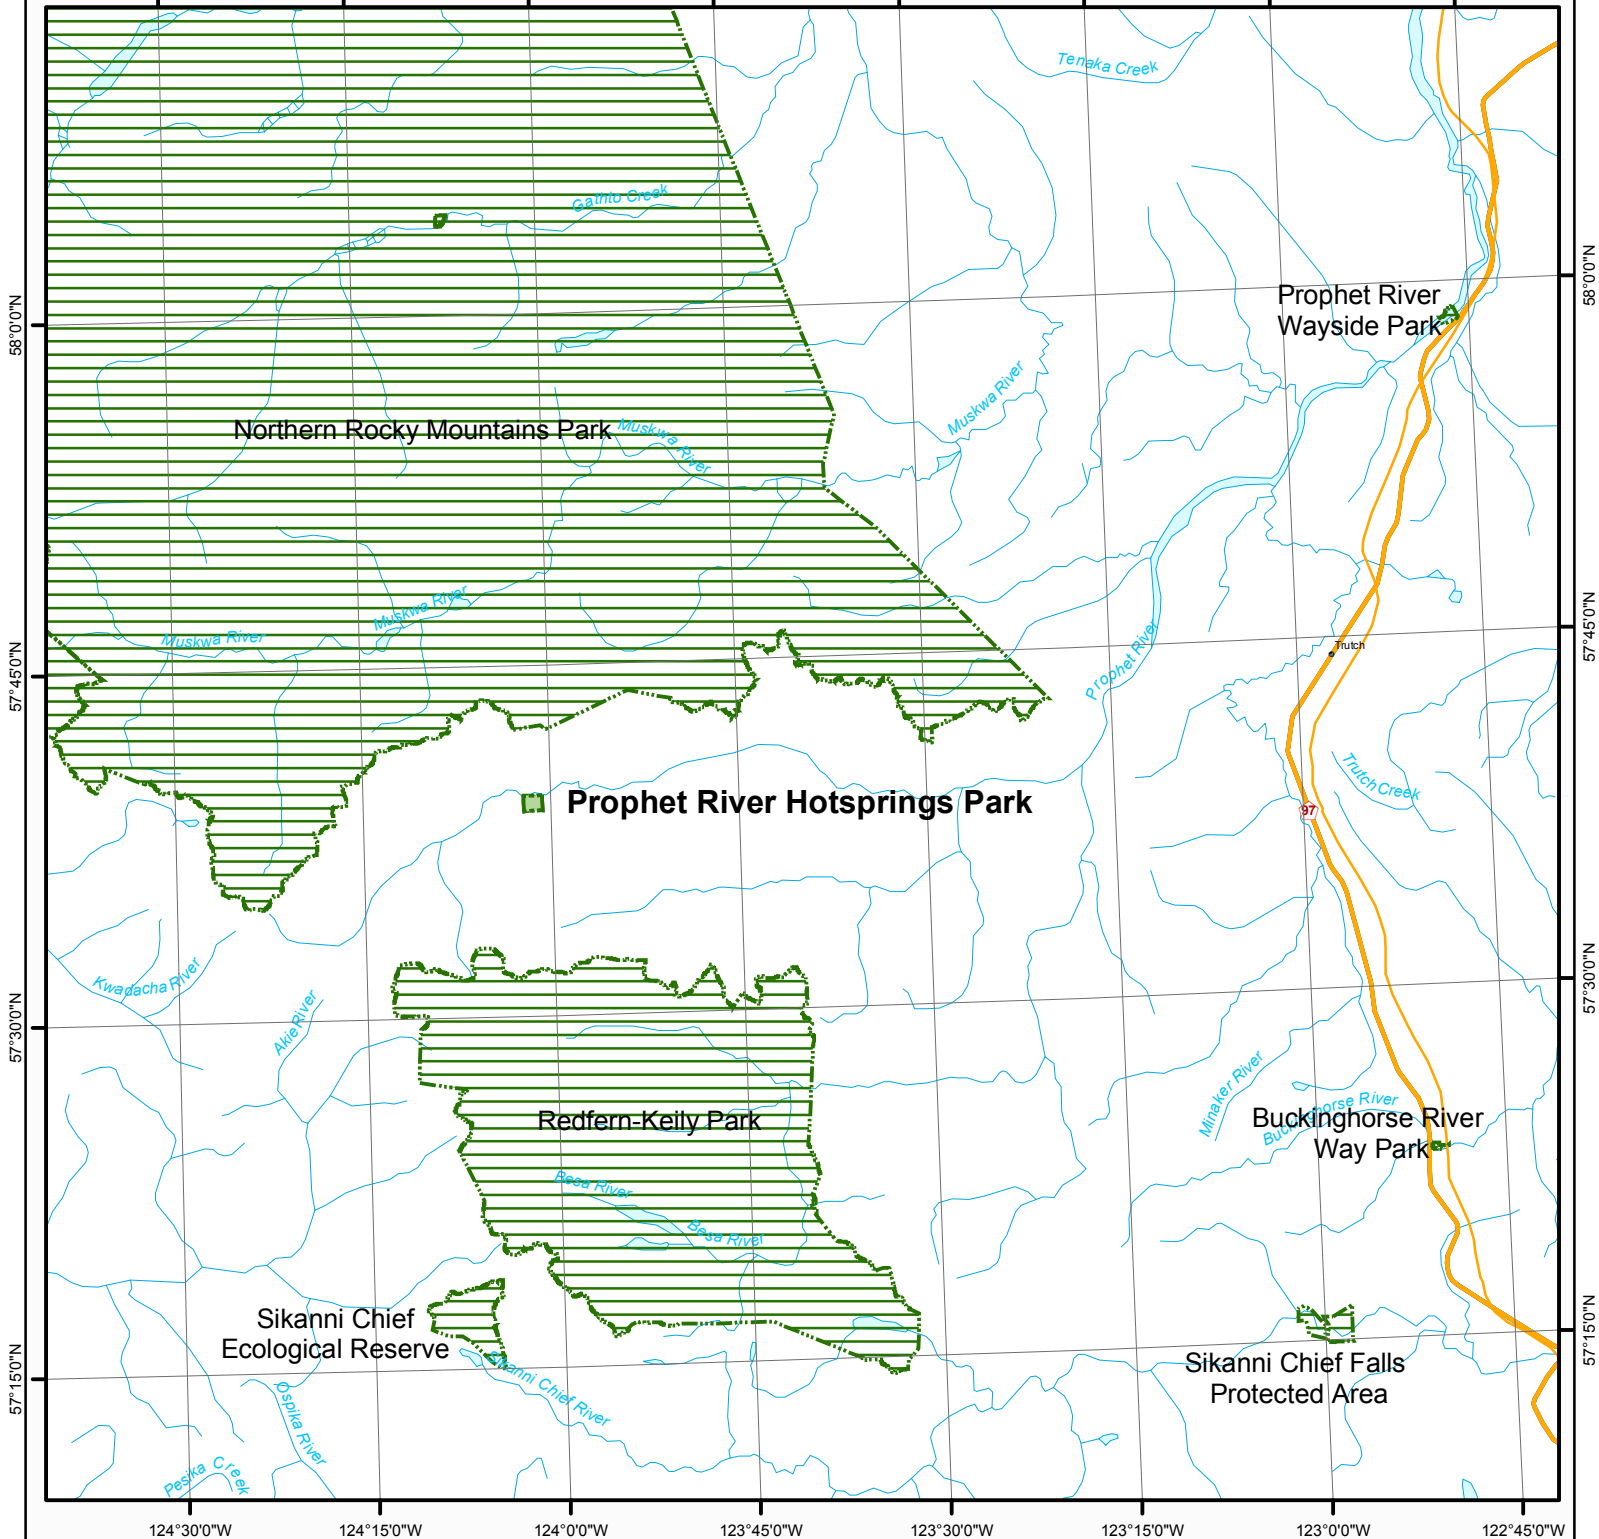 Tenaka Creek
Gathto Creek
58°0'0"N
58°0'0"N
Prophet River
Wayside Park
Muskwa River
Northern Rocky Mountains Park
Muskwa River
Muskwa River
Muskwa River
57°45'0"N
57°45'0"N
Trutch
Prophet River
Trutch Creek
97
Prophet River Hotsprings Park
Kwadacha River
Akie River
57°30'0"N
57°30'0"N
Minaker River
Buckinghorse River
Buckinghorse River
Way Park
Redfern-Keily Park
Besa River
Besa River
Sikanni Chief
Ecological Reserve
57°15'0"N
57°15'0"N
Sikanni Chief River
Sikanni Chief Falls
Protected Area
Ospika River
Pesika Creek
124°30'0"W
124°15'0"W
124°0'0"W
123°45'0"W
123°30'0"W
123°15'0"W
123°0'0"W
122°45'0"W